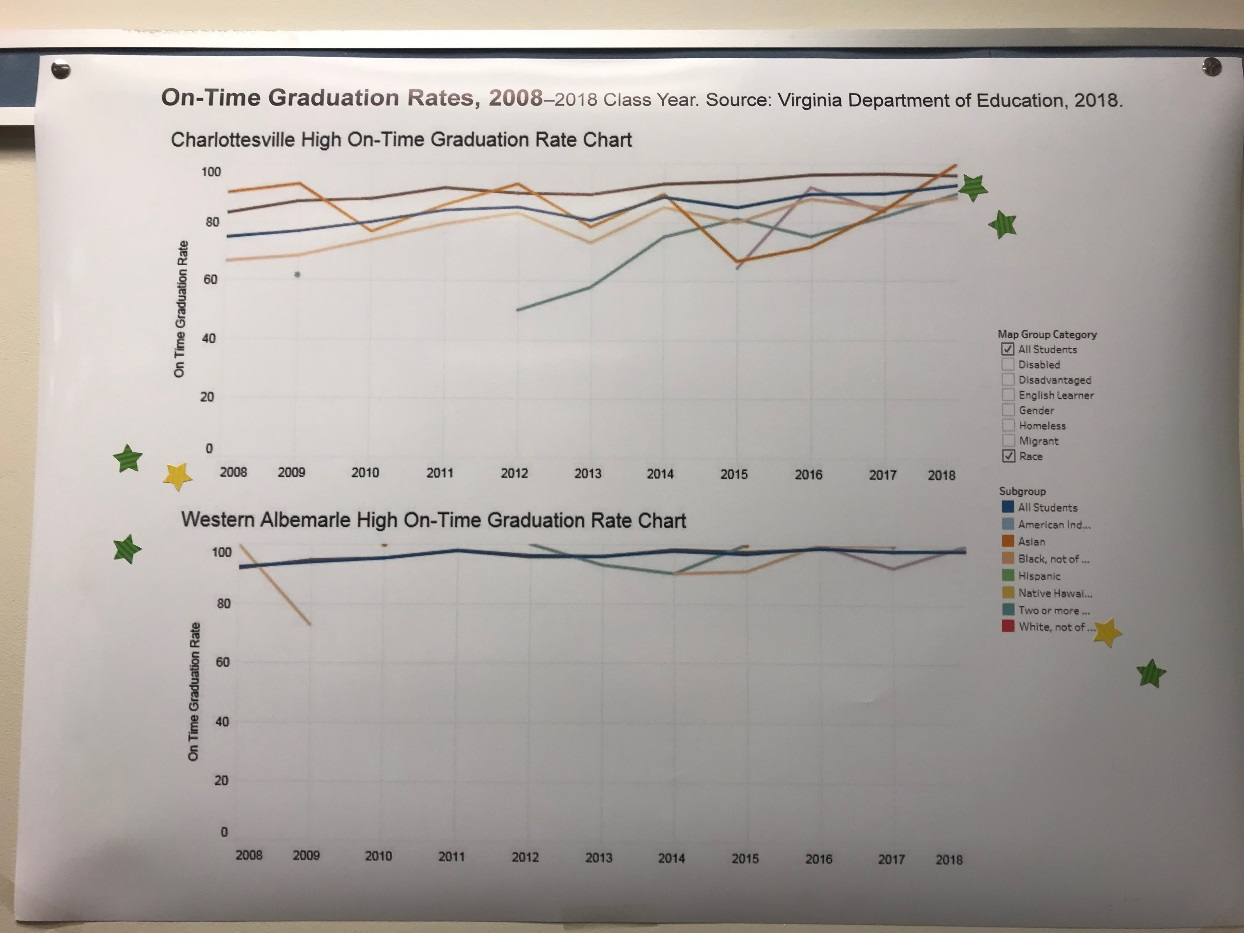 On-Time Graduation Rates, 2008–2018 Class Year. Source: Virginia Department of Education, 2018.
Charlottesville High On-Time Graduation Rate Chart
100
80
60
40
20
0
On Time Graduation Rate
2008 2009 2010 2011 2012 2013 2014 2015 2016 2017 2018
Map Group Category
All Students
Disabled
Disadvantaged
English Learner
Gender
Homeless
Migrant
Race
Subgroup
All Students
American Ind...
Asian
Black, not of ...
Hispanic
Native Hawai...
Two or more ...
White, not of ...
Western Albemarle High On-Time Graduation Rate Chart
100
80
60
40
20
0
On Time Graduation Rate
2008 2009 2010 2011 2012 2013 2014 2015 2016 2017 2018